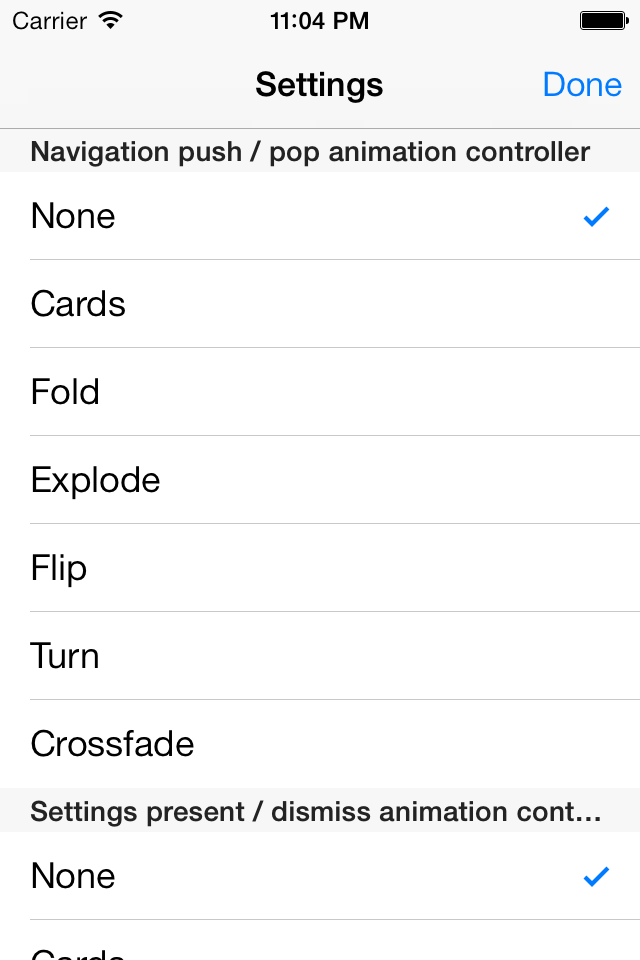 Carrier 11:04 PM
Settings Done
Navigation push / pop animation controller
None
Cards
Fold
Explode
Flip
Turn
Crossfade
Settings present / dismiss animation cont...
None
Cards